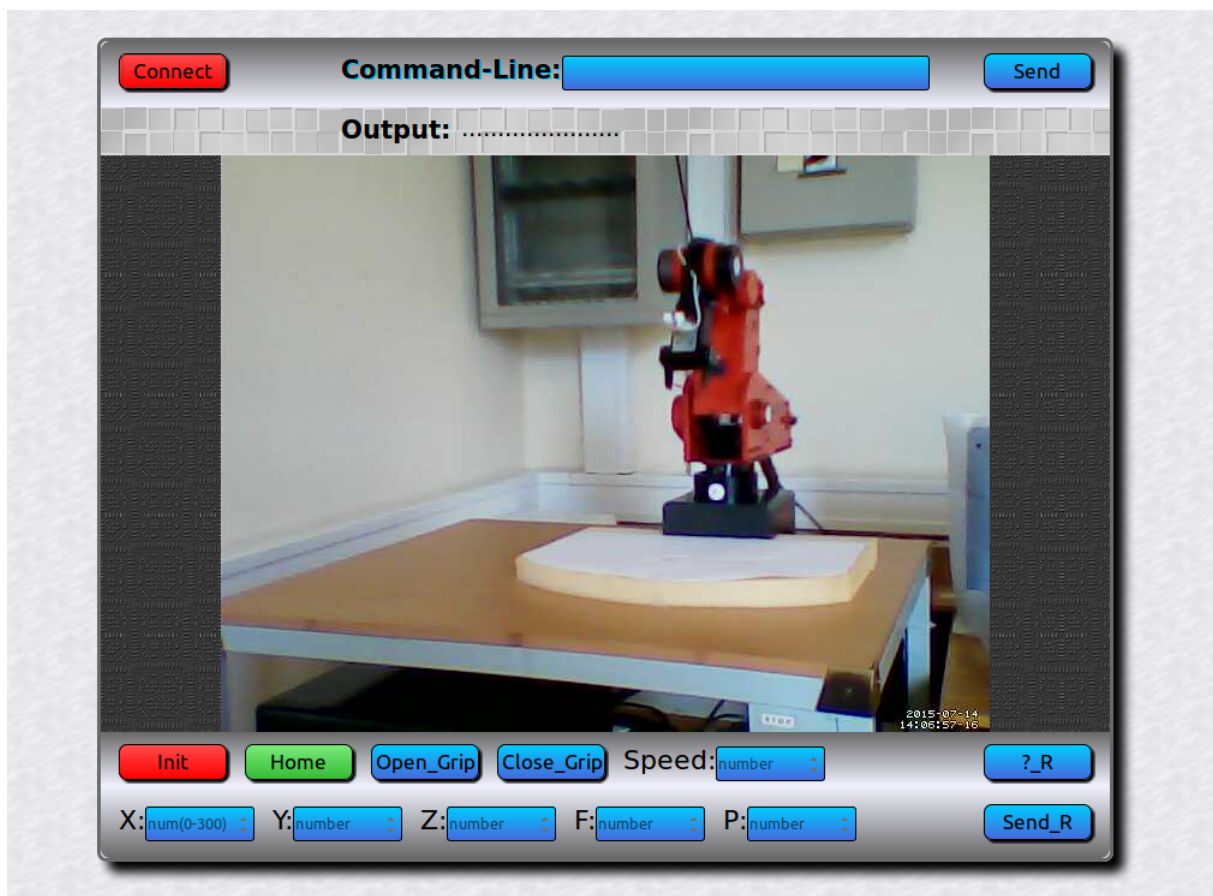 Connect Command-Line: Send
Output: ......................
2015-07-14
14:06:57-16
Init Home Open_Grip Close_Grip Speed: number ?_R
X: num(0-300) Y: number Z: number F: number P: number Send_R